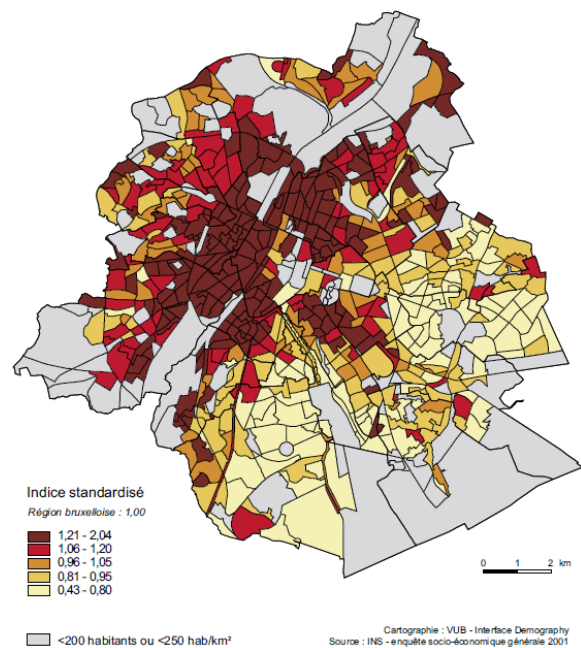 Indice standardisé
Région bruxelloise : 1,00
1,21 - 2,04
1,06 - 1,20
0,96 - 1,05
0,81 - 0,95
0,43 - 0,80
<200 habitants ou <250 hab/km²
0 1 2 km
Cartographie : VUB - Interface Demography
Source : INS - enquête socio-économique générale 2001